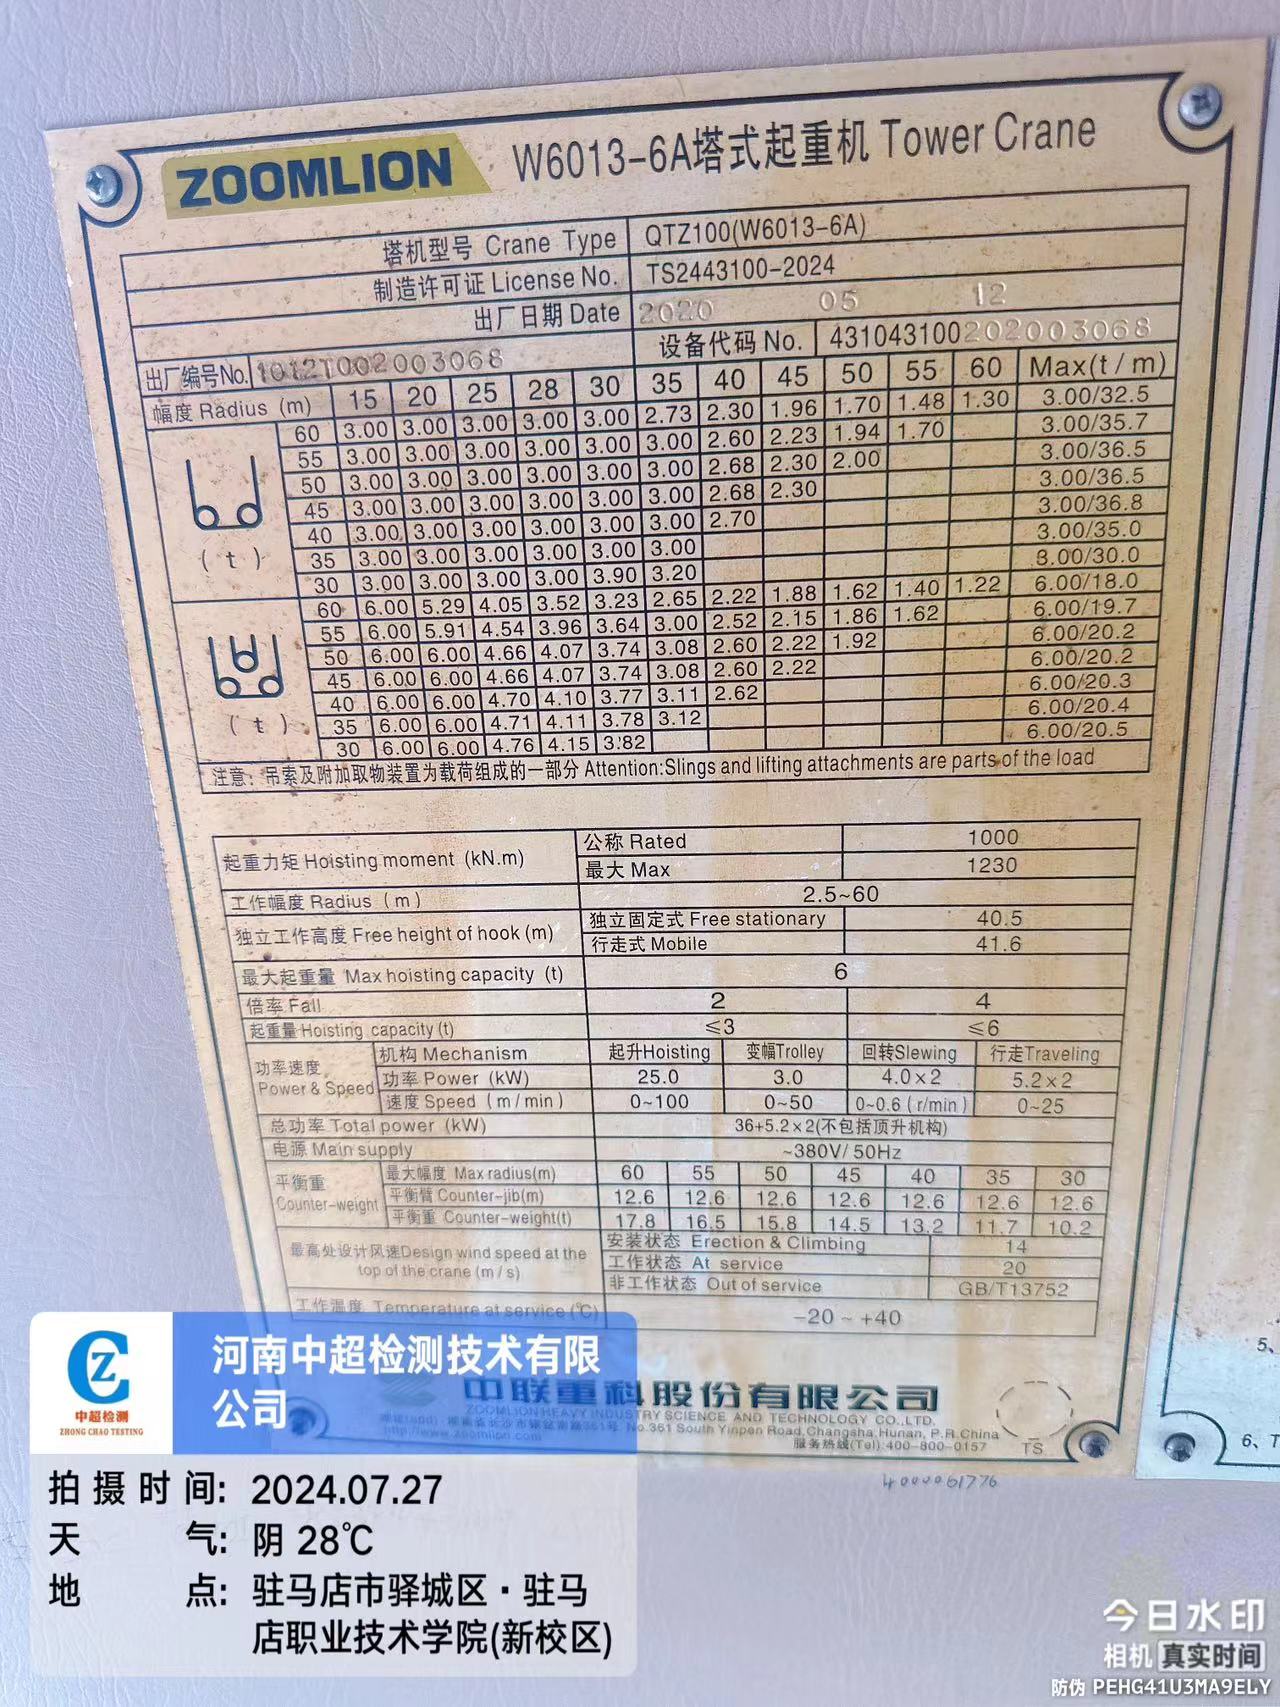 ZOOMLION W6013-6A塔式起重机 Tower Crane
塔机型号 Crane Type QTZ100(W6013-6A)
制造许可证 License No. TS2443100-2024
出厂日期 Date 2020 05 12
出厂编号No. 1012T002003068 设备代码 No. 431043100202003068
幅度 Radius (m) 15 20 25 28 30 35 40 45 50 55 60 Max(t/m)
60 3.00 3.00 3.00 3.00 3.00 2.73 2.30 1.96 1.70 1.48 1.30 3.00/32.5
55 3.00 3.00 3.00 3.00 3.00 3.00 2.60 2.23 1.94 1.70 3.00/35.7
50 3.00 3.00 3.00 3.00 3.00 3.00 2.68 2.30 2.00 3.00/36.5
45 3.00 3.00 3.00 3.00 3.00 3.00 2.68 2.30 3.00/36.5
40 3.00 3.00 3.00 3.00 3.00 3.00 2.70 3.00/36.8
35 3.00 3.00 3.00 3.00 3.00 3.00 3.00/35.0
30 3.00 3.00 3.00 3.00 3.90 3.20 3.00/30.0
(t)
60 6.00 5.29 4.05 3.52 3.23 2.65 2.22 1.88 1.62 1.40 1.22 6.00/18.0
55 6.00 5.91 4.54 3.96 3.64 3.00 2.52 2.15 1.86 1.62 6.00/19.7
50 6.00 6.00 4.66 4.07 3.74 3.08 2.60 2.22 1.92 6.00/20.2
45 6.00 6.00 4.66 4.07 3.74 3.08 2.60 2.22 6.00/20.2
40 6.00 6.00 4.70 4.10 3.77 3.11 2.62 6.00/20.3
35 6.00 6.00 4.71 4.11 3.78 3.12 6.00/20.4
30 6.00 6.00 4.76 4.15 3.82 6.00/20.5
(t)
注意：吊索及附加取物装置为载荷组成的一部分 Attention:Slings and lifting attachments are parts of the load
起重力矩 Hoisting moment (kN.m) 公称 Rated 1000
最大 Max 1230
工作幅度 Radius (m) 2.5~60
独立工作高度 Free height of hook (m) 独立固定式 Free stationary 40.5
行走式 Mobile 41.6
最大起重量 Max hoisting capacity (t) 6
倍率 Fall 2 4
起重量 Hoisting capacity (t) ≤3 ≤6
功率速度 Power & Speed 机构 Mechanism 起升Hoisting 变幅Trolley 回转Slewing 行走Traveling
功率 Power (kW) 25.0 3.0 4.0×2 5.2×2
速度 Speed (m/min) 0~100 0~50 0~0.6(r/min) 0~25
总功率 Total power (kW) 36+5.2×2(不包括顶升机构)
电源 Main supply ~380V/50Hz
平衡重 Counter-weight 最大幅度 Max radius(m) 60 55 50 45 40 35 30
平衡臂 Counter-jib(m) 12.6 12.6 12.6 12.6 12.6 12.6 12.6
平衡重 Counter-weight(t) 17.8 16.5 15.8 14.5 13.2 11.7 10.2
最高处设计风速Design wind speed at the top of the crane (m/s) 安装状态 Erection & Climbing 14
工作状态 At service 20
非工作状态 Out of service GB/T13752
工作温度 Temperature at service (℃) -20 ~ +40
中联重科股份有限公司
ZOOMLION HEAVY INDUSTRY SCIENCE AND TECHNOLOGY CO.,LTD.
No.361 South Yinpen Road,Changsha,Hunan, P.R.China
http://www.zoomlion.com 服务热线(Tel):400-800-0157
TS
4000061776
5、
6、T
CZ
中超检测
ZHONG CHAO TESTING
河南中超检测技术有限
公司
拍摄时间: 2024.07.27
天气: 阴 28℃
地点: 驻马店市驿城区·驻马
店职业技术学院(新校区)
今日水印
相机 真实时间
防伪 PEHG41U3MA9ELY